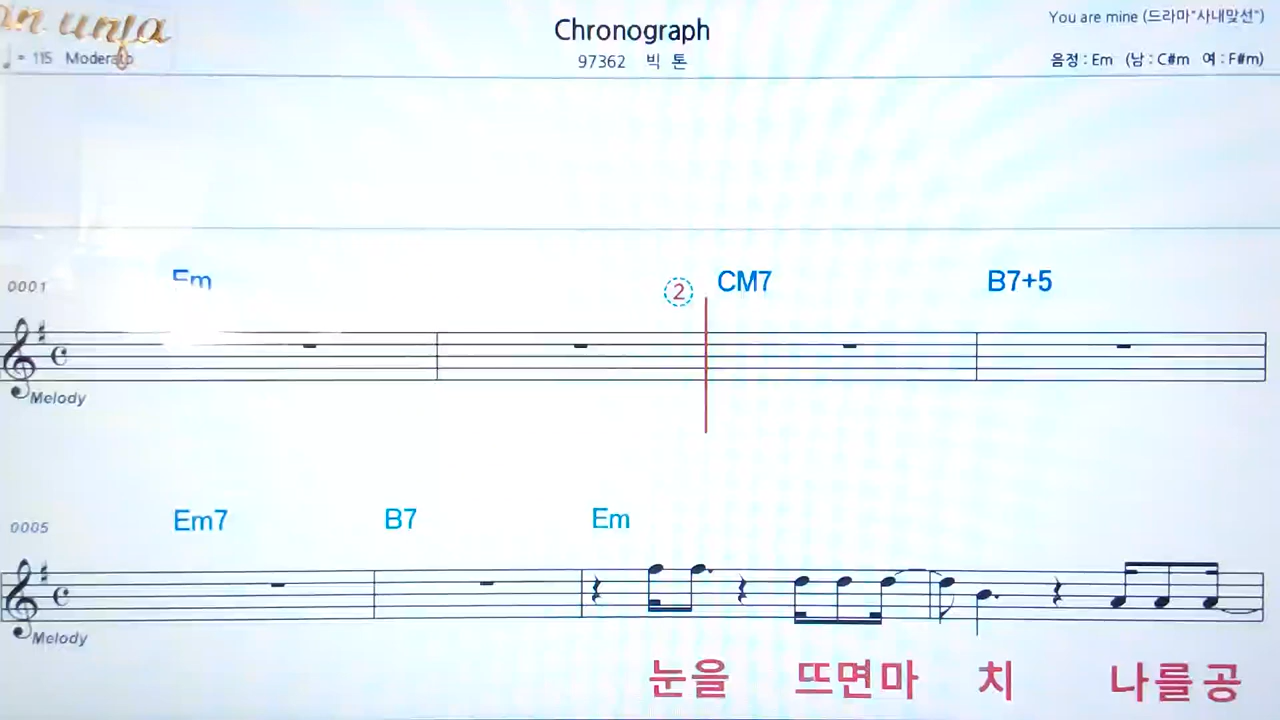 Chronograph
You are mine (드라마"사내맞선")
♩ = 115 Moderato
97362 빅 톤
음정 : Em (남 : C#m 여 : F#m)
0001
Em
② CM7 B7+5
Melody
0005
Em7 B7 Em
Melody
눈을 뜨면마 치 나를공